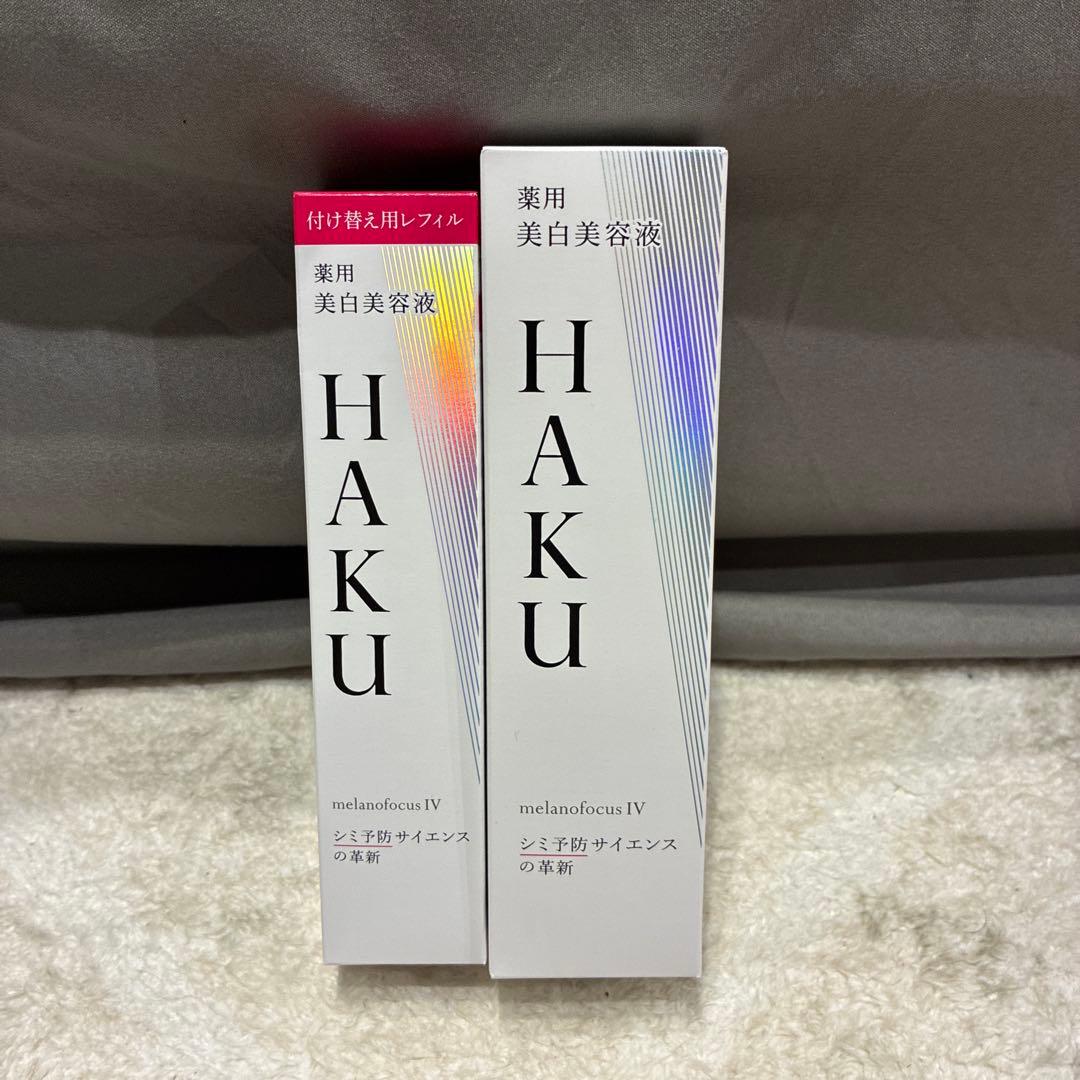 付け替え用レフィル
薬用
美白美容液
HAKU
melanofocus IV
シミ予防サイエンス
の革新
薬用
美白美容液
HAKU
melanofocus IV
シミ予防サイエンス
の革新